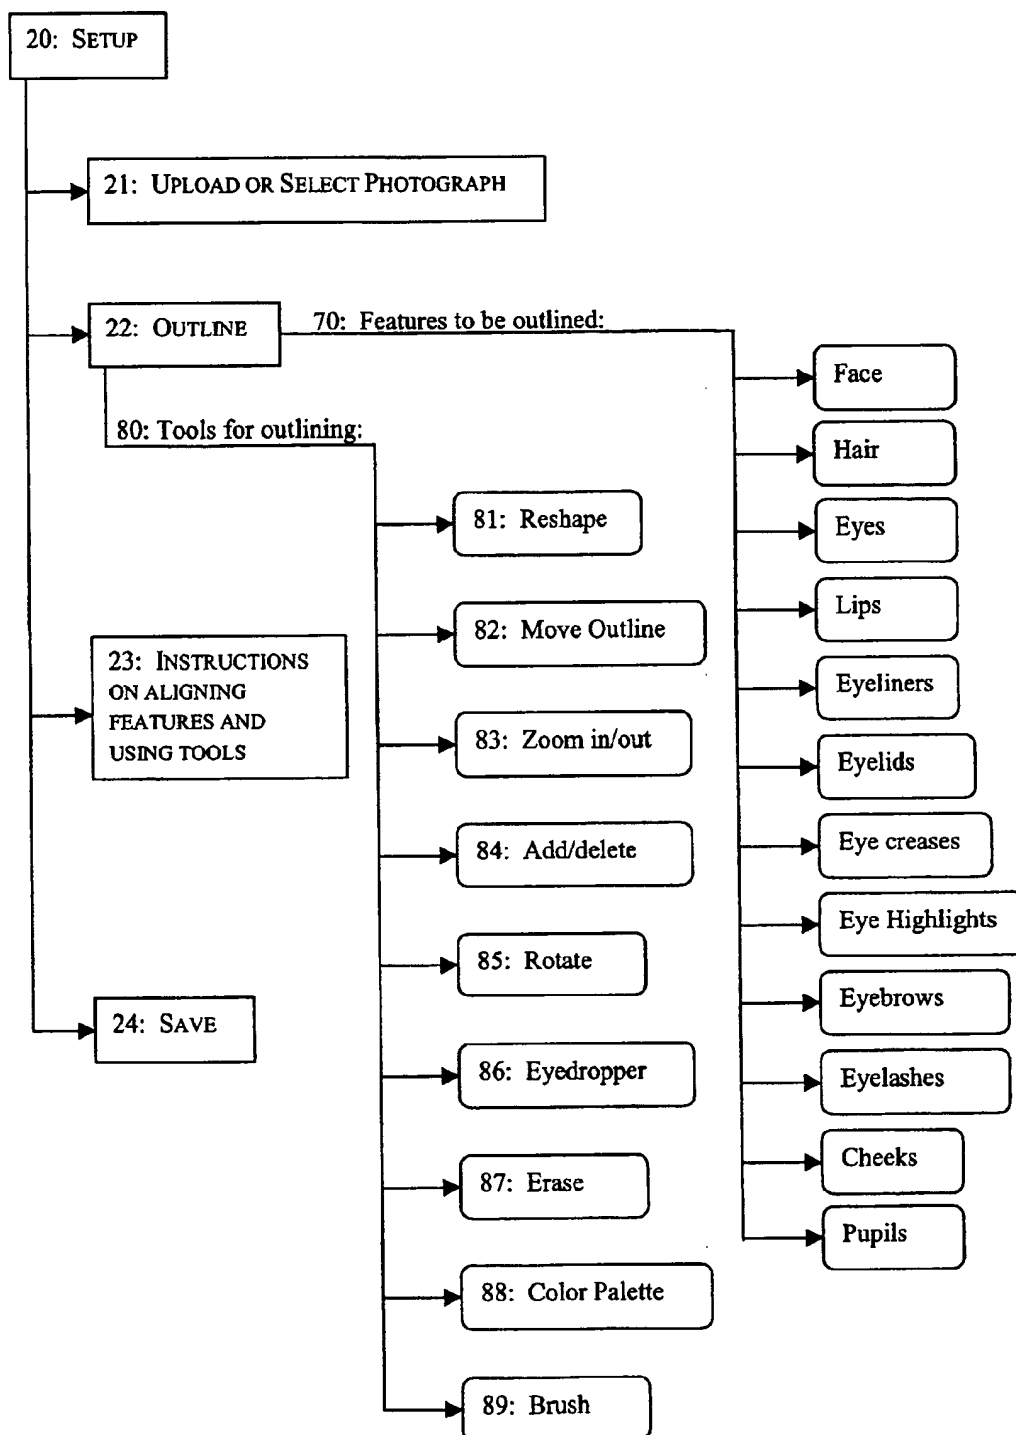 20: SETUP
21: UPLOAD OR SELECT PHOTOGRAPH
22: OUTLINE
70: Features to be outlined:
Face
Hair
Eyes
Lips
Eyeliners
Eyelids
Eye creases
Eye Highlights
Eyebrows
Eyelashes
Cheeks
Pupils
80: Tools for outlining:
81: Reshape
82: Move Outline
83: Zoom in/out
84: Add/delete
85: Rotate
86: Eyedropper
87: Erase
88: Color Palette
89: Brush
23: INSTRUCTIONS
ON ALIGNING
FEATURES AND
USING TOOLS
24: SAVE